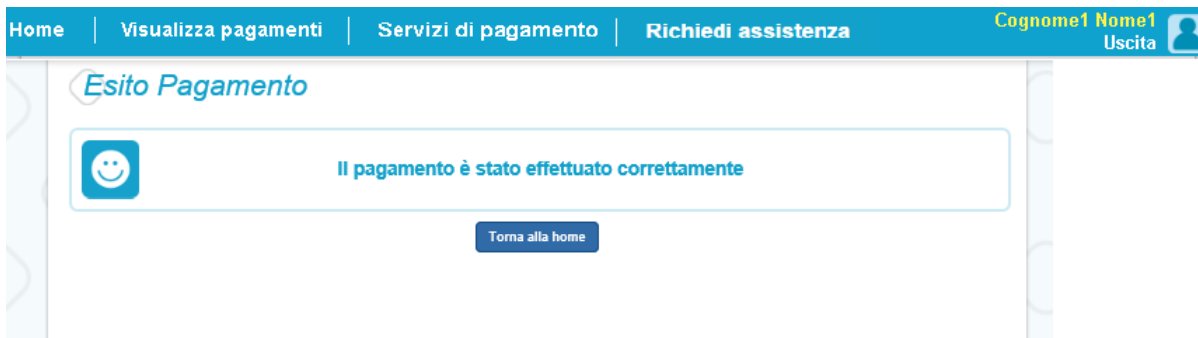 Home Visualizza pagamenti Servizi di pagamento Richiedi assistenza Cognome1 Nome1
Uscita
Esito Pagamento
Il pagamento è stato effettuato correttamente
Torna alla home